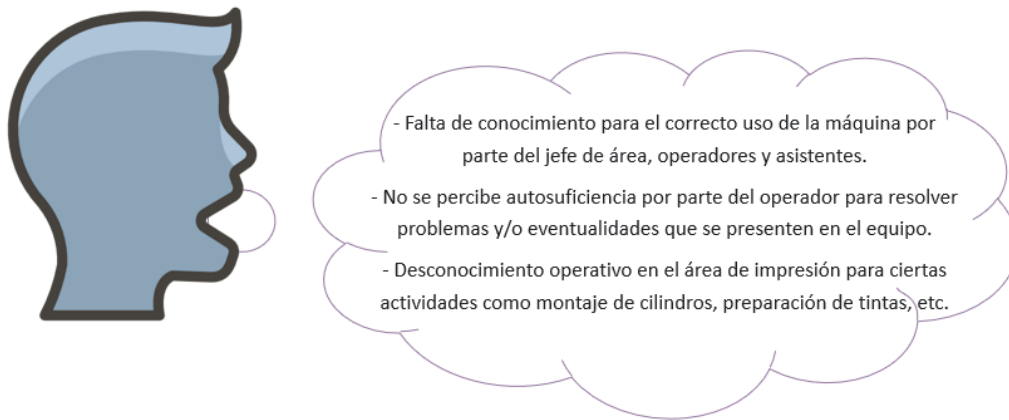 - Falta de conocimiento para el correcto uso de la máquina por
parte del jefe de área, operadores y asistentes.
- No se percibe autosuficiencia por parte del operador para resolver
problemas y/o eventualidades que se presenten en el equipo.
- Desconocimiento operativo en el área de impresión para ciertas
actividades como montaje de cilindros, preparación de tintas, etc.